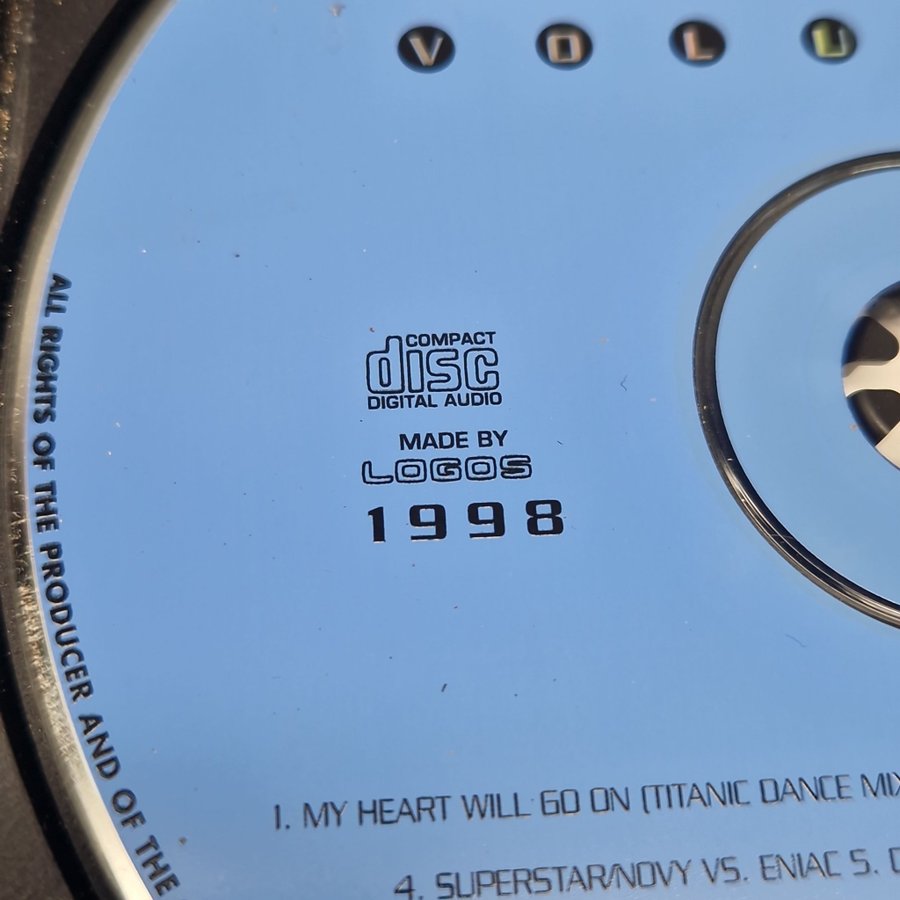 V O L U
COMPACT
disc
DIGITAL AUDIO
MADE BY
LOGOS
1998
ALL RIGHTS OF THE PRODUCER AND OF THE
1. MY HEART WILL GO ON (TITANIC DANCE MIX
4. SUPERSTAR/NOVY VS. ENIAC 5.